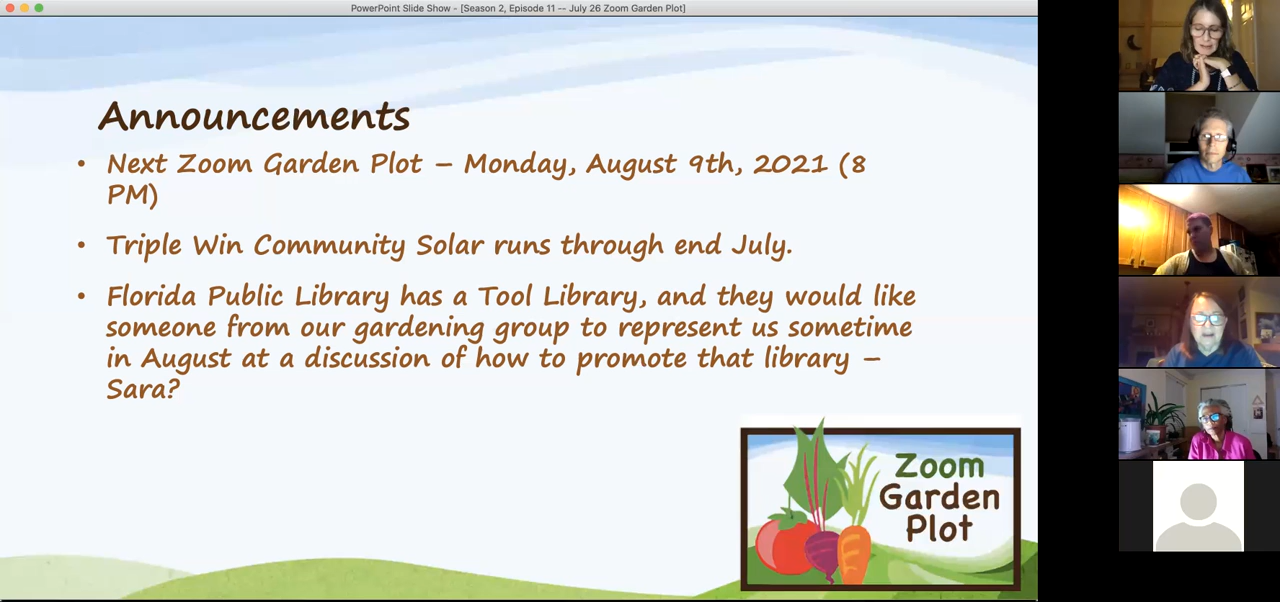 PowerPoint Slide Show - [Season 2, Episode 11 -- July 26 Zoom Garden Plot]
Announcements
• Next Zoom Garden Plot – Monday, August 9th, 2021 (8
PM)
• Triple Win Community Solar runs through end July.
• Florida Public Library has a Tool Library, and they would like
someone from our gardening group to represent us sometime
in August at a discussion of how to promote that library –
Sara?
Zoom
Garden
Plot